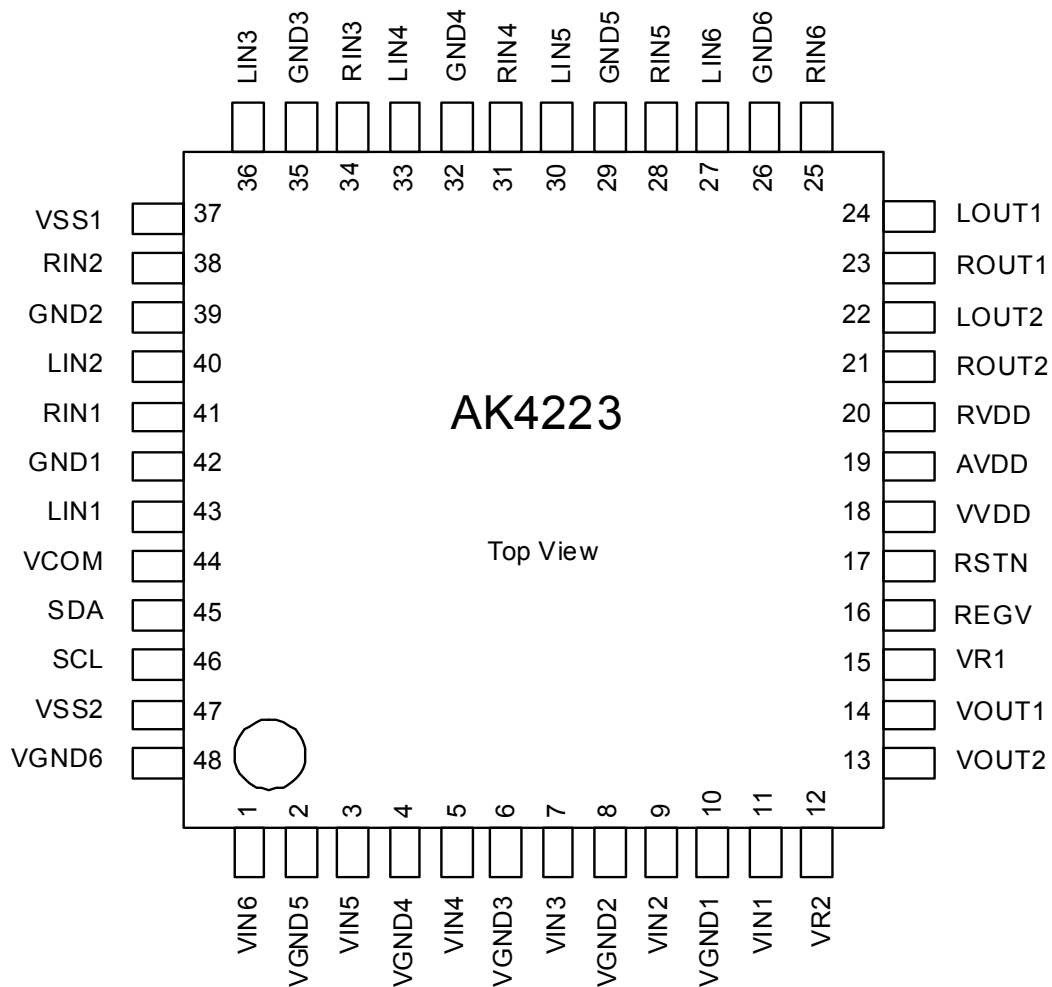 LIN3
GND3
RIN3
LIN4
GND4
RIN4
LIN5
GND5
RIN5
LIN6
GND6
RIN6
36
35
34
33
32
31
30
29
28
27
26
25
VSS1 37
RIN2 38
GND2 39
LIN2 40
RIN1 41
GND1 42
LIN1 43
VCOM 44
SDA 45
SCL 46
VSS2 47
VGND6 48
AK4223
Top View
24 LOUT1
23 ROUT1
22 LOUT2
21 ROUT2
20 RVDD
19 AVDD
18 VVDD
17 RSTN
16 REGV
15 VR1
14 VOUT1
13 VOUT2
1
2
3
4
5
6
7
8
9
10
11
12
VIN6
VGND5
VIN5
VGND4
VIN4
VGND3
VIN3
VGND2
VIN2
VGND1
VIN1
VR2